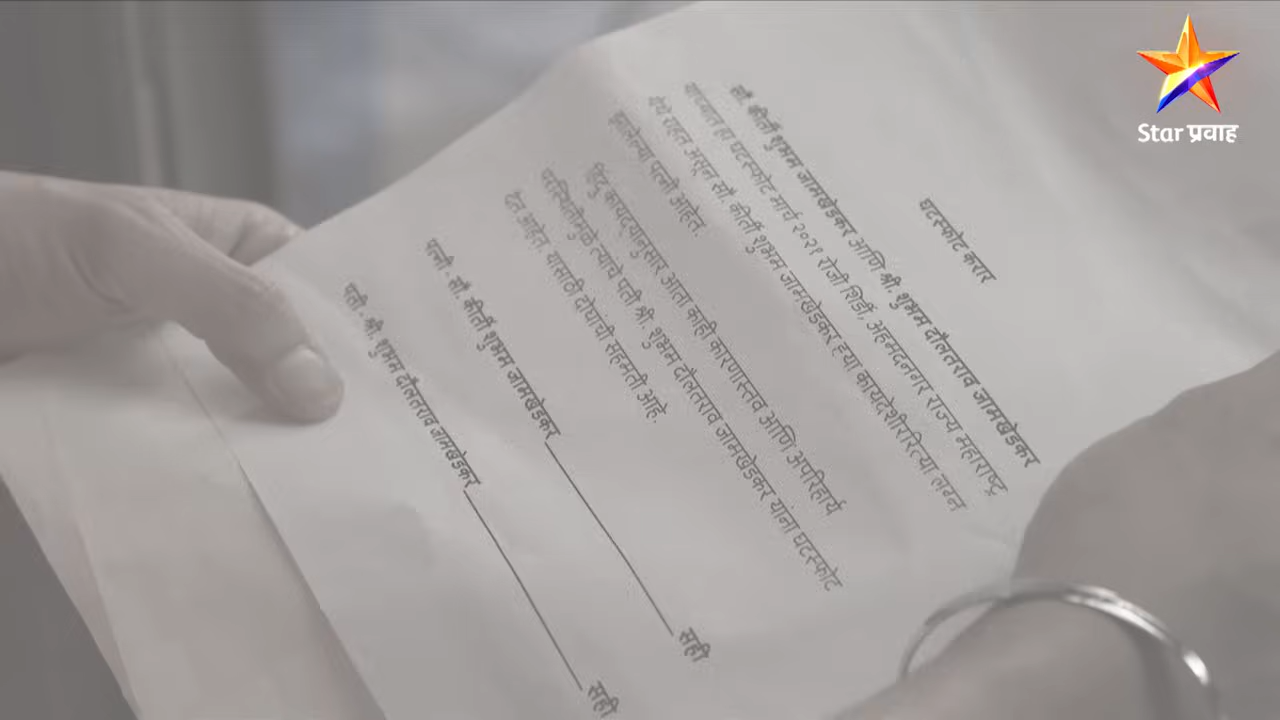 Star प्रवाह
घटस्फोट करार
सौ. कीर्ती शुभम जामखेडकर आणि श्री. शुभम दौलतराव जामखेडकर
यांच्यात हा घटस्फोट मार्च २०२१ रोजी शिर्डी, अहमदनगर राज्य महाराष्ट्र
येथे राहत असून सौ. कीर्ती शुभम जामखेडकर ह्या कायदेशीररित्या लग्न
झालेल्या पत्नी आहेत.
हिंदू कायद्यानुसार आता काही कारणास्तव आणि अपरिहार्य
परिस्थितीमुळे त्याचे पती श्री. शुभम दौलतराव जामखेडकर यांना घटस्फोट
देत आहेत. यासाठी दोघांची सहमती आहे.
पत्नी - सौ. कीर्ती शुभम जामखेडकर सही
पती - श्री. शुभम दौलतराव जामखेडकर सही